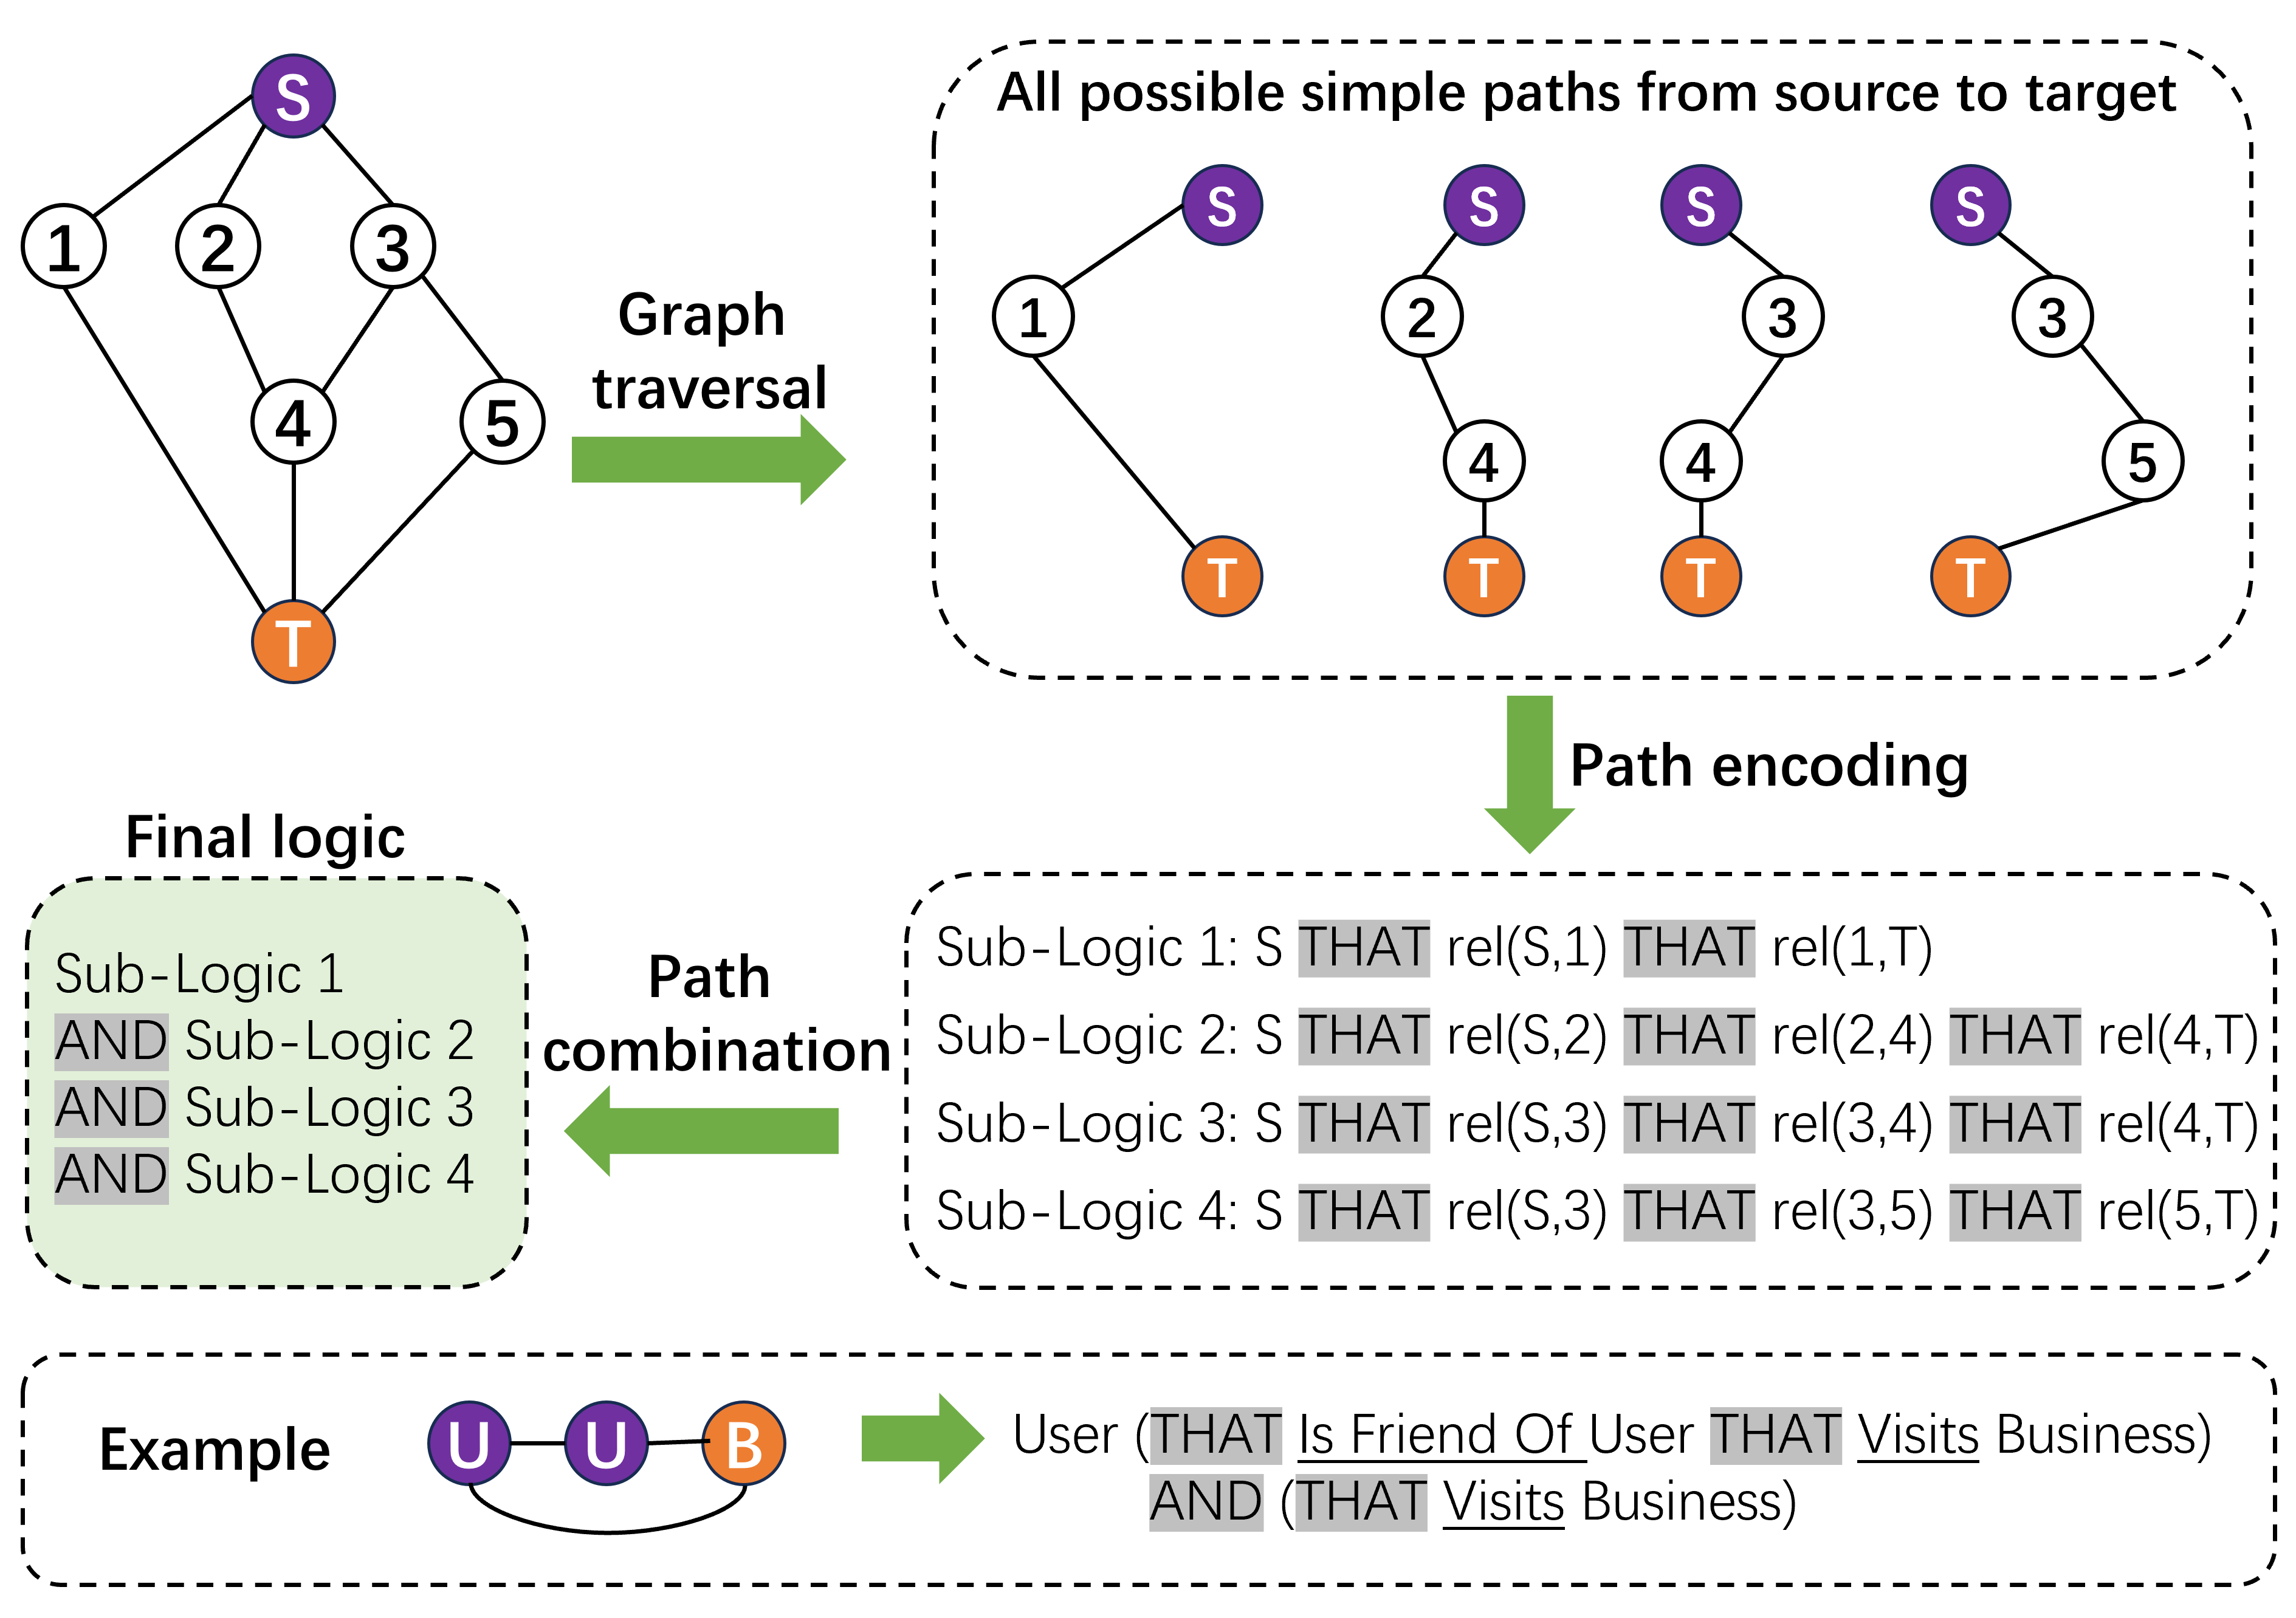 S
1
2
3
4
5
T
Graph
traversal
All possible simple paths from source to target
S
S
S
S
1
2
3
3
4
4
5
T
T
T
T
Path encoding
Sub-Logic 1: S THAT rel(S,1) THAT rel(1,T)
Sub-Logic 2: S THAT rel(S,2) THAT rel(2,4) THAT rel(4,T)
Sub-Logic 3: S THAT rel(S,3) THAT rel(3,4) THAT rel(4,T)
Sub-Logic 4: S THAT rel(S,3) THAT rel(3,5) THAT rel(5,T)
Path
combination
Final logic
Sub-Logic 1
AND Sub-Logic 2
AND Sub-Logic 3
AND Sub-Logic 4
Example
U
U
B
User (THAT Is Friend Of User THAT Visits Business)
AND (THAT Visits Business)